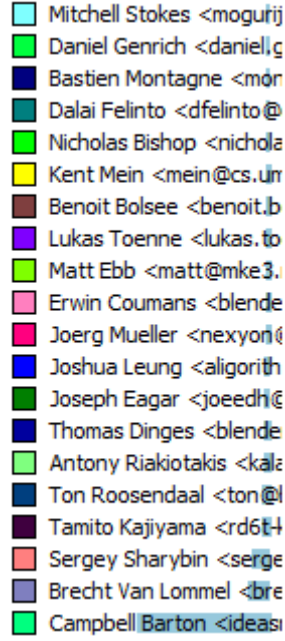 Mitchell Stokes <mogurij
Daniel Genrich <daniel.g
Bastien Montagne <mon
Dalai Felinto <dfelinto@
Nicholas Bishop <nichola
Kent Mein <mein@cs.um
Benoit Bolsee <benoit.b
Lukas Toenne <lukas.to
Matt Ebb <matt@mke3.
Erwin Coumans <blende
Joerg Mueller <nexyon@
Joshua Leung <aligorith
Joseph Eagar <joeedh@
Thomas Dinges <blende
Antony Riakiotakis <kala
Ton Roosendaal <ton@
Tamito Kajiyama <rd6t-k
Sergey Sharybin <serge
Brecht Van Lommel <bre
Campbell Barton <ideas